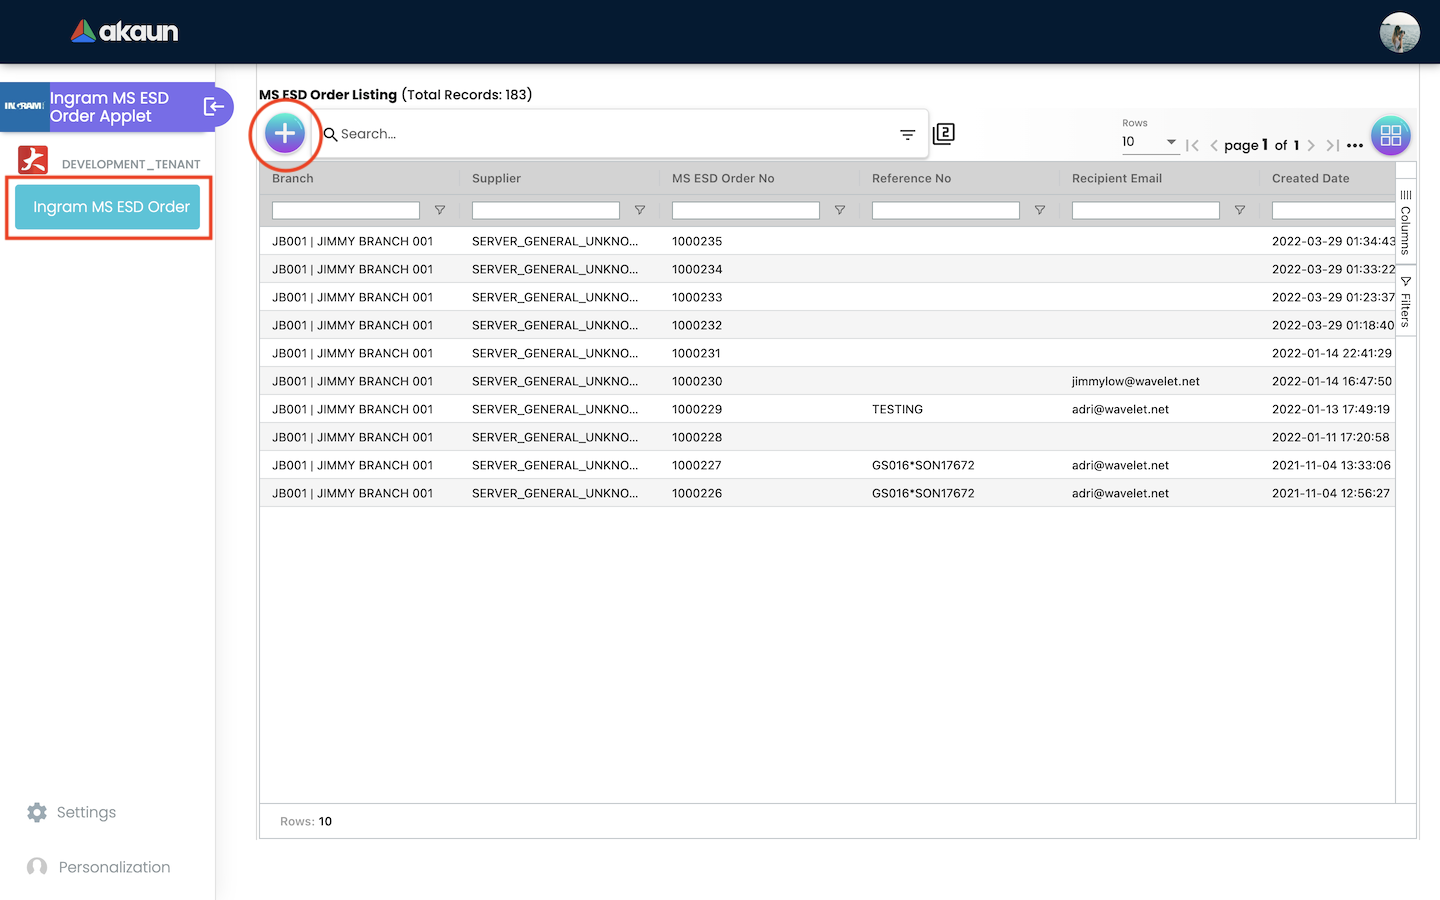 akaun
INGRAM
Ingram MS ESD
Order Applet
DEVELOPMENT_TENANT
Ingram MS ESD Order
Settings
Personalization
MS ESD Order Listing (Total Records: 183)
Search...
2
Rows
10
page 1 of 1
Branch Supplier MS ESD Order No Reference No Recipient Email Created Date
JB001 | JIMMY BRANCH 001 SERVER_GENERAL_UNKNO... 1000235 2022-03-29 01:34:43
JB001 | JIMMY BRANCH 001 SERVER_GENERAL_UNKNO... 1000234 2022-03-29 01:33:22
JB001 | JIMMY BRANCH 001 SERVER_GENERAL_UNKNO... 1000233 2022-03-29 01:23:37
JB001 | JIMMY BRANCH 001 SERVER_GENERAL_UNKNO... 1000232 2022-03-29 01:18:40
JB001 | JIMMY BRANCH 001 SERVER_GENERAL_UNKNO... 1000231 2022-01-14 22:41:29
JB001 | JIMMY BRANCH 001 SERVER_GENERAL_UNKNO... 1000230 jimmylow@wavelet.net 2022-01-14 16:47:50
JB001 | JIMMY BRANCH 001 SERVER_GENERAL_UNKNO... 1000229 TESTING adri@wavelet.net 2022-01-13 17:49:19
JB001 | JIMMY BRANCH 001 SERVER_GENERAL_UNKNO... 1000228 2022-01-11 17:20:58
JB001 | JIMMY BRANCH 001 SERVER_GENERAL_UNKNO... 1000227 GS016*SON17672 adri@wavelet.net 2021-11-04 13:33:06
JB001 | JIMMY BRANCH 001 SERVER_GENERAL_UNKNO... 1000226 GS016*SON17672 adri@wavelet.net 2021-11-04 12:56:27
Columns
Filters
Rows: 10